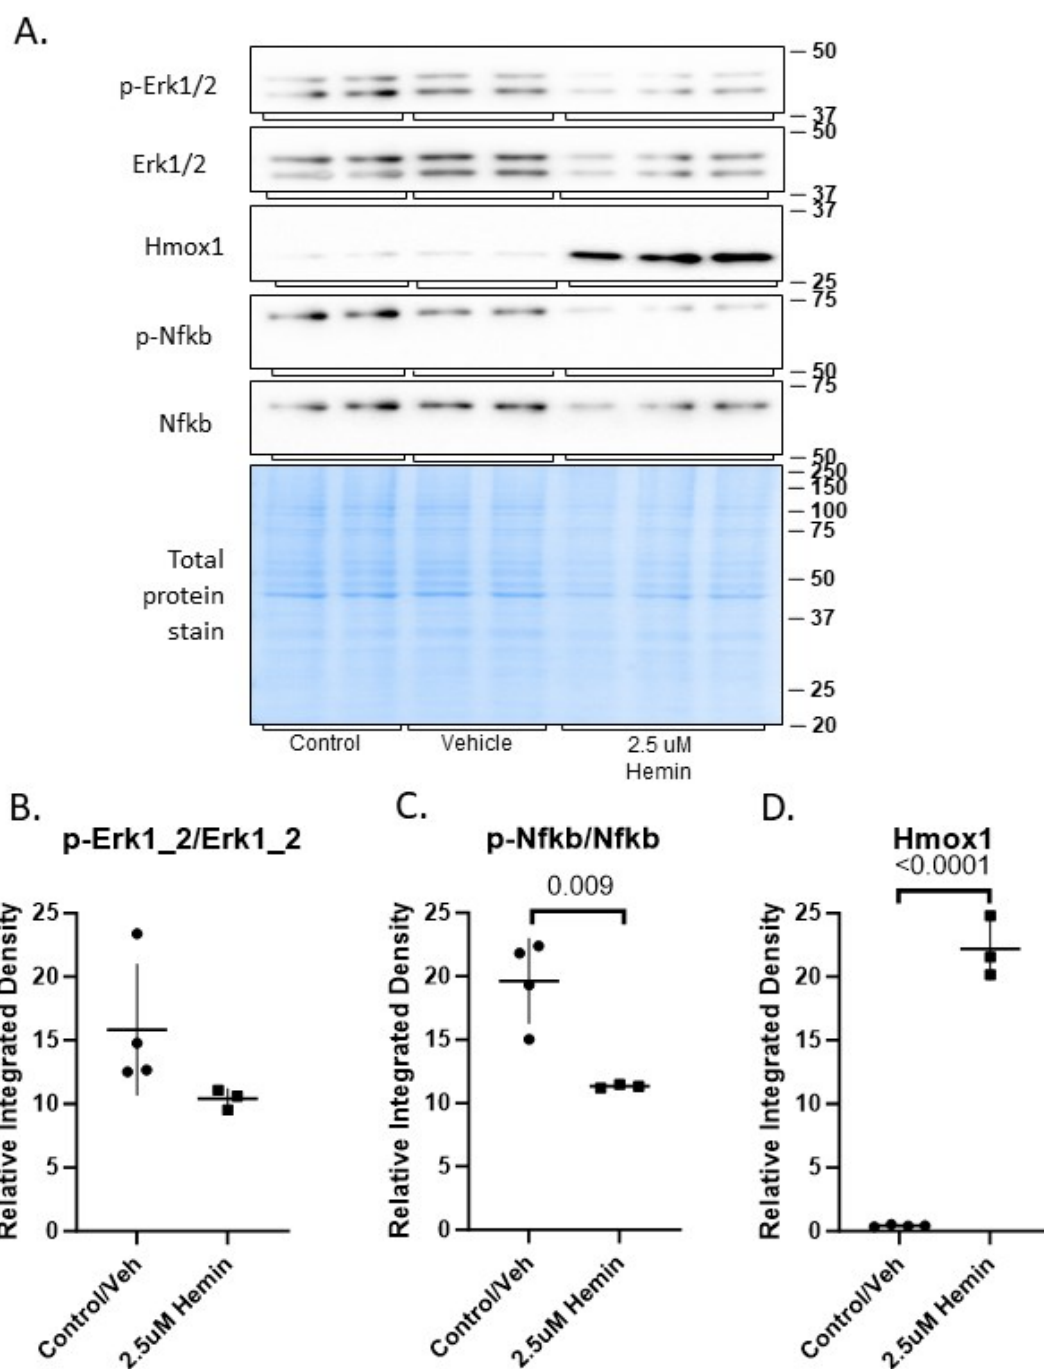 A.
p-Erk1/2
50
37
Erk1/2
50
37
Hmox1
37
25
p-Nfkb
75
50
Nfkb
75
50
Total
protein
stain
250
150
100
75
50
37
25
20
Control Vehicle 2.5 uM
Hemin
B.
p-Erk1_2/Erk1_2
Relative Integrated Density
25
20
15
10
5
0
Control/Veh
2.5uM Hemin
C.
p-Nfkb/Nfkb
0.009
Relative Integrated Density
25
20
15
10
5
0
Control/Veh
2.5uM Hemin
D.
Hmox1
<0.0001
Relative Integrated Density
25
20
15
10
5
0
Control/Veh
2.5uM Hemin